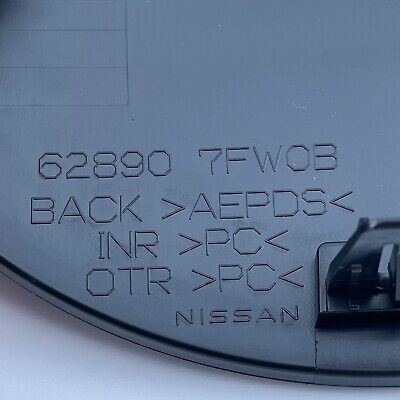 62890 7FW0B
BACK >AEPDS<
INR >PC<
OTR >PC<
NISSAN